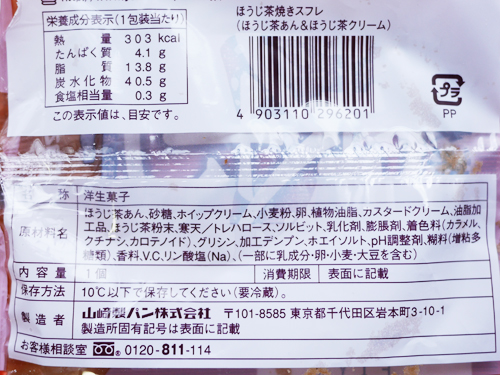 栄養成分表示(1包装当たり)
熱量 303 kcal
たんぱく質 4.1 g
脂質 13.8 g
炭水化物 40.5 g
食塩相当量 0.3 g
この表示値は、目安です。
ほうじ茶焼きスフレ
(ほうじ茶あん&ほうじ茶クリーム)
4903110296201
プラ
PP
称 洋生菓子
原材料名 ほうじ茶あん、砂糖、ホイップクリーム、小麦粉、卵、植物油脂、カスタードクリーム、油脂加
工品、ほうじ茶粉末、寒天/トレハロース、ソルビット、乳化剤、膨脹剤、着色料(カラメル、
クチナシ、カロテノイド)、グリシン、加工デンプン、ホエイソルト、pH調整剤、糊料(増粘多
糖類)、香料、V.C、リン酸塩(Na)、(一部に乳成分・卵・小麦・大豆を含む)
内容量 1個 消費期限 表面に記載
保存方法 10℃以下で保存してください(要冷蔵)。
製造者 山崎製パン株式会社 〒101-8585 東京都千代田区岩本町3-10-1
製造所固有記号は表面に記載
お客様相談室 0120-811-114